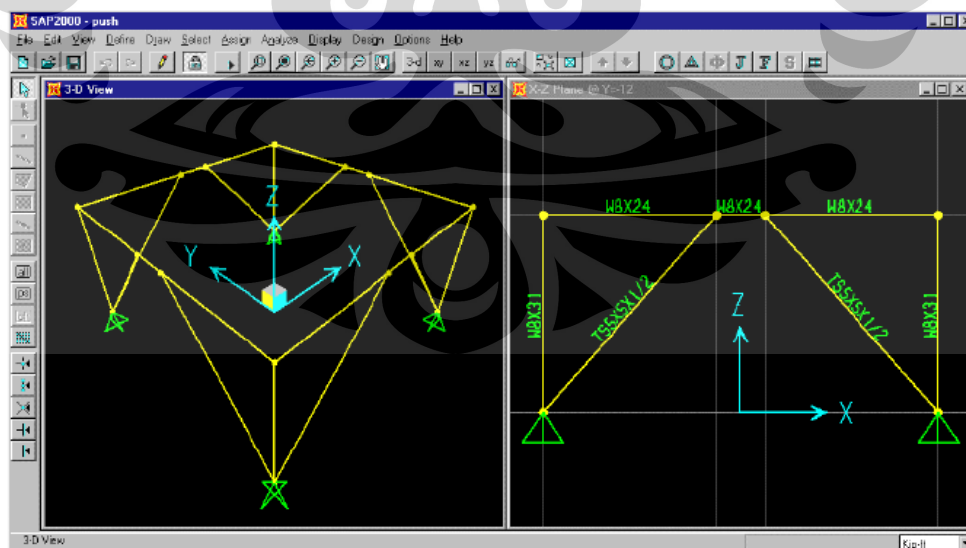 SAP2000 - push
File Edit View Define Draw Select Assign Analyze Display Design Options Help
3-d xy xz yz
J F S
3-D View
X-Z Plane @ Y=-12
all
Z
Y X
W8X24 W8X24 W8X24
W8X31 TS5X5X1/2 TS5X5X1/2 W8X31
Z
X
3-D View
Kip-ft